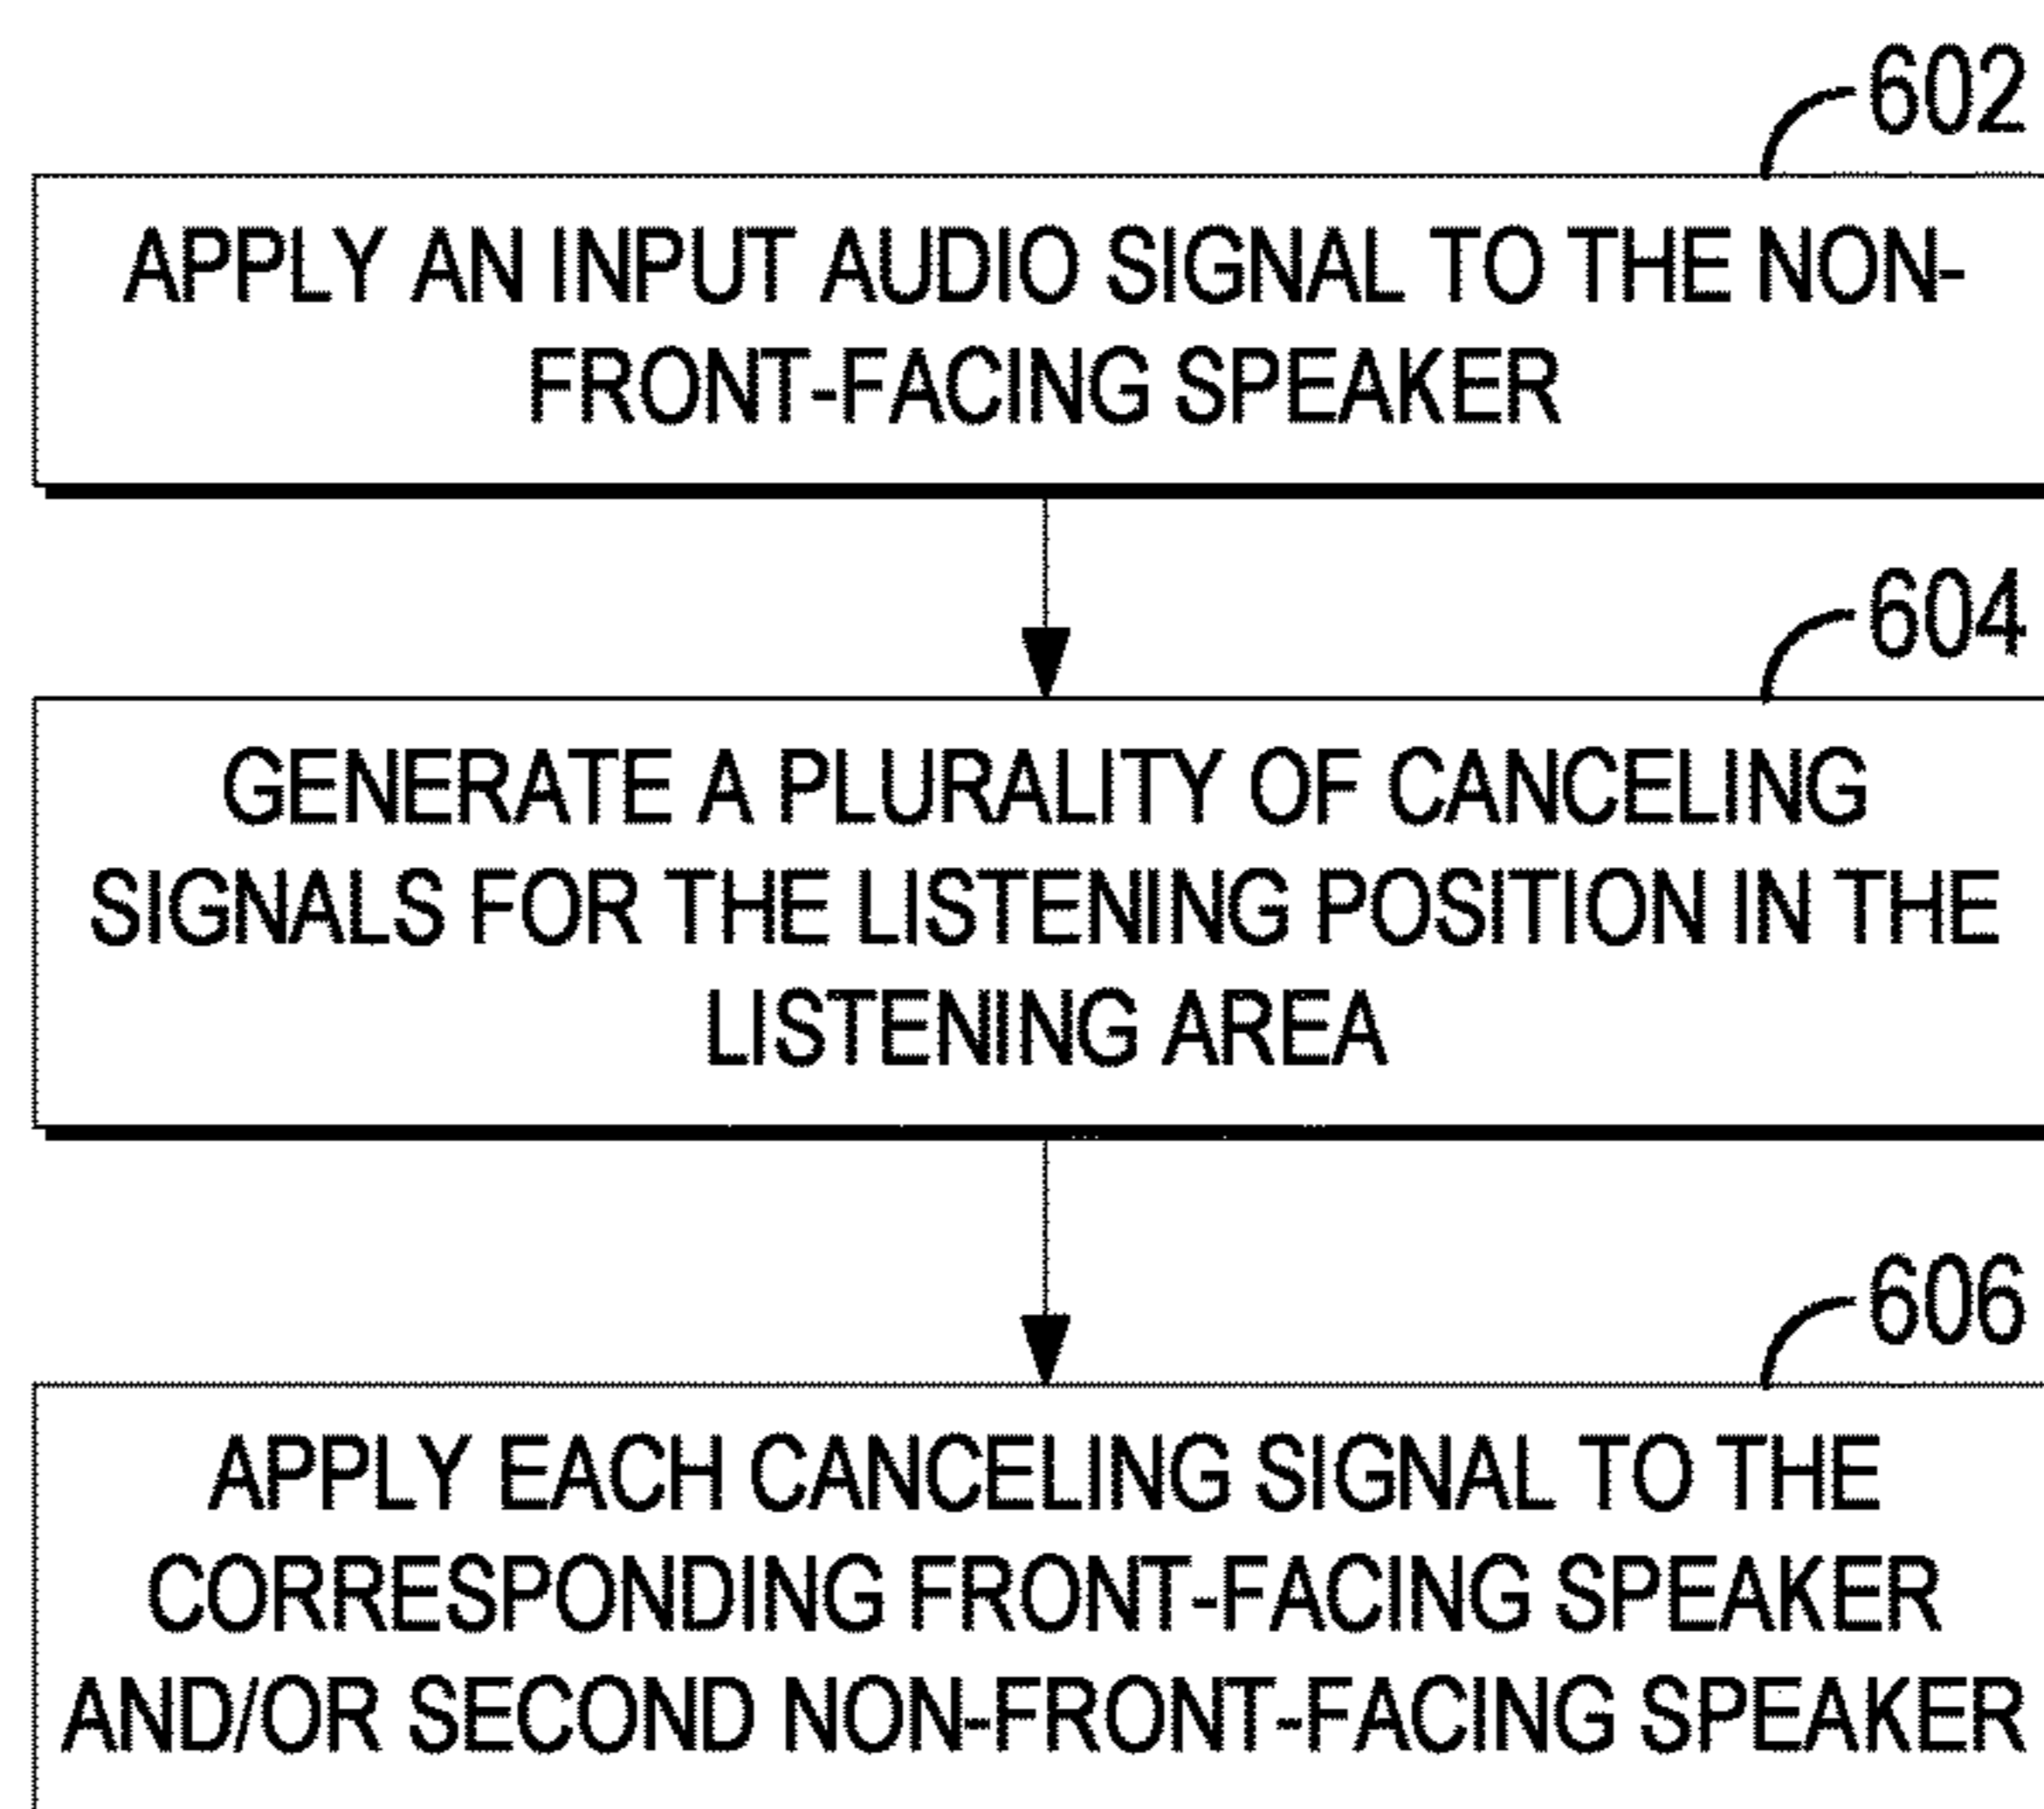 602
APPLY AN INPUT AUDIO SIGNAL TO THE NON-
FRONT-FACING SPEAKER
604
GENERATE A PLURALITY OF CANCELING
SIGNALS FOR THE LISTENING POSITION IN THE
LISTENING AREA
606
APPLY EACH CANCELING SIGNAL TO THE
CORRESPONDING FRONT-FACING SPEAKER
AND/OR SECOND NON-FRONT-FACING SPEAKER